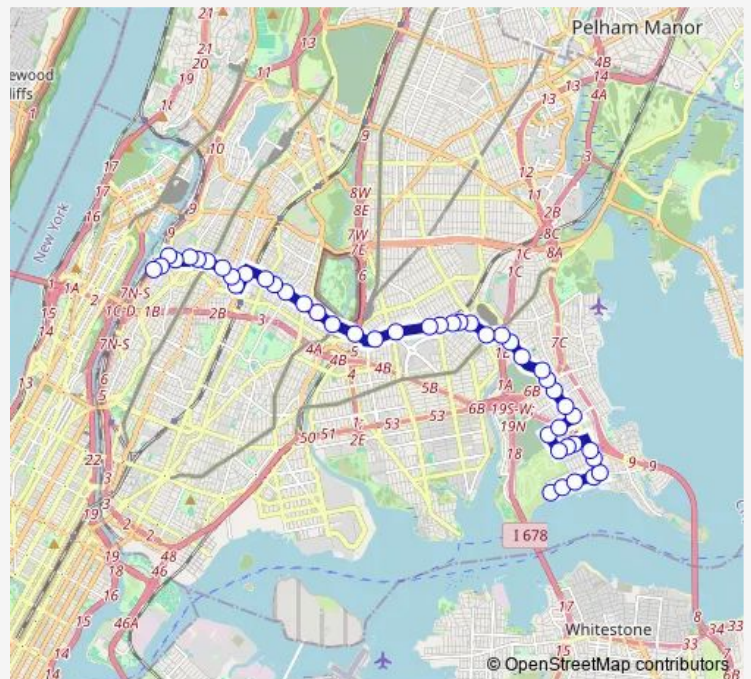 Pelham Manor
ewood
liffs
21
21
20
13
19
11
18
4B
14
4A
13
13
3
12
11
2B
8C
8A
1C
1C
17
17
16
10
9
9
9
8W
8E
7W
7E
6
New York
1A
2
7N-S
1C-D
1B
2B
3
4A
4B
5
4
4B
5B
6B
53
53
51
50
1;
2E
7C
1A
6B
19S-W;
19N
18
9
9
I 678
15
14
13
7N-S
6
5
22
3
3
19
2
2
48
46
19
18
16
46A
15
14
14
17
15
Whitestone
8
33
34
33
7
6B
© OpenStreetMap contributors